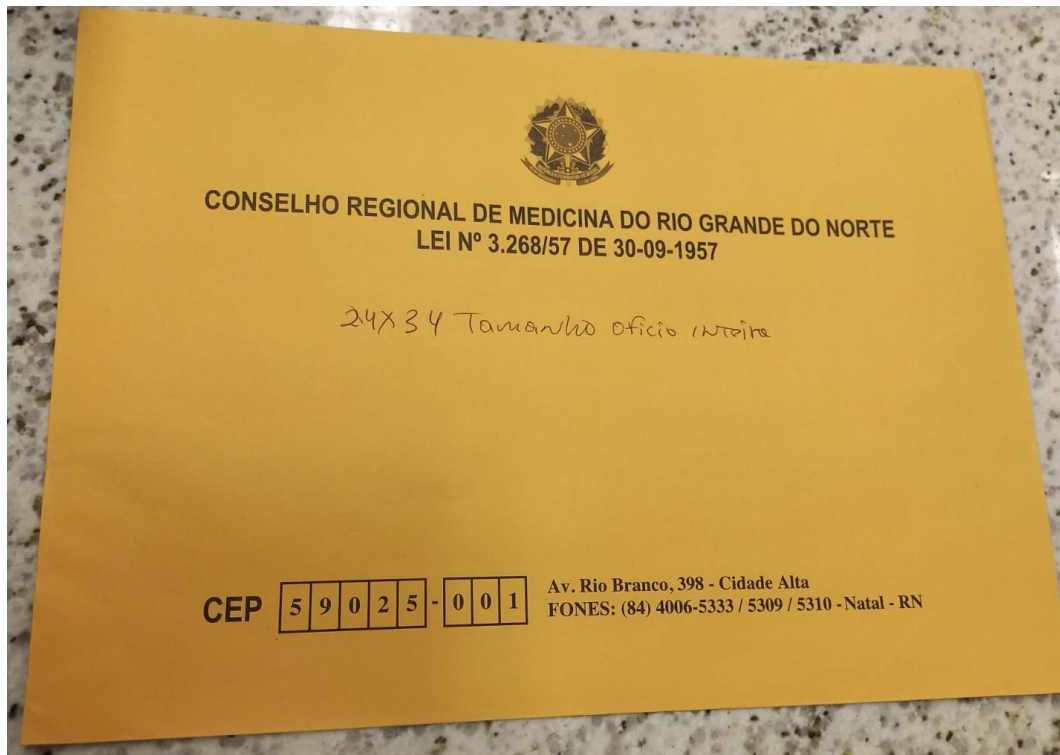 CONSELHO REGIONAL DE MEDICINA DO RIO GRANDE DO NORTE
LEI Nº 3.268/57 DE 30-09-1957
24X34 Tamanho oficio inteira
CEP 59025-001
Av. Rio Branco, 398 - Cidade Alta
FONES: (84) 4006-5333 / 5309 / 5310 - Natal - RN